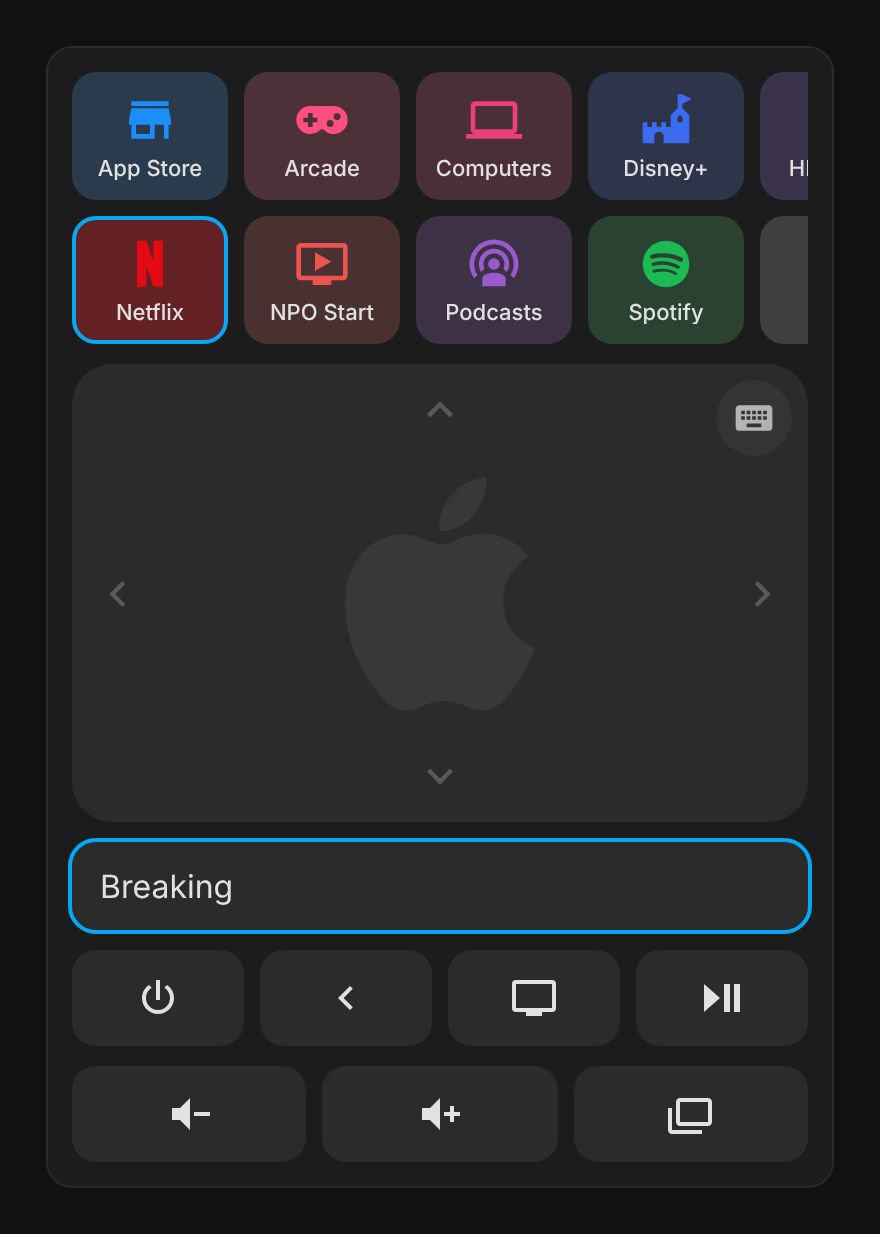 App Store
Arcade
Computers
Disney+
Netflix
NPO Start
Podcasts
Spotify
Breaking